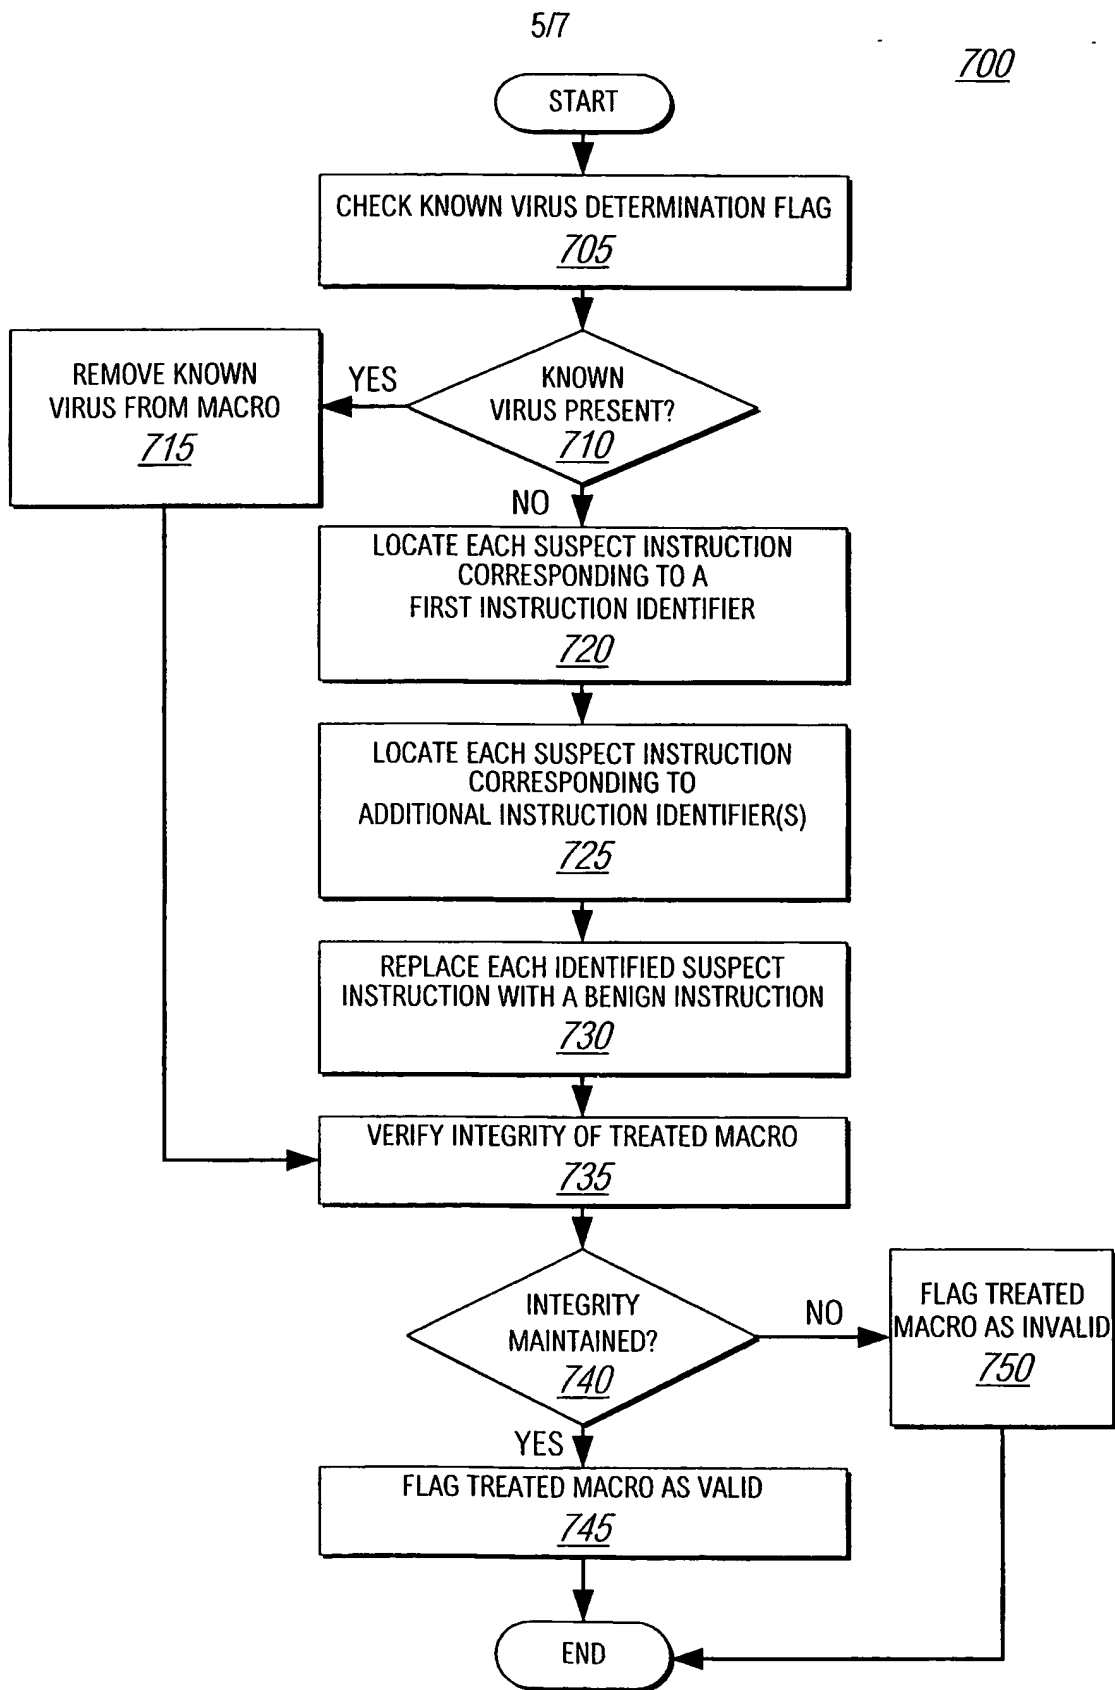 5/7
700
START
CHECK KNOWN VIRUS DETERMINATION FLAG
705
REMOVE KNOWN
VIRUS FROM MACRO
715
YES
KNOWN
VIRUS PRESENT?
710
NO
LOCATE EACH SUSPECT INSTRUCTION
CORRESPONDING TO A
FIRST INSTRUCTION IDENTIFIER
720
LOCATE EACH SUSPECT INSTRUCTION
CORRESPONDING TO
ADDITIONAL INSTRUCTION IDENTIFIER(S)
725
REPLACE EACH IDENTIFIED SUSPECT
INSTRUCTION WITH A BENIGN INSTRUCTION
730
VERIFY INTEGRITY OF TREATED MACRO
735
INTEGRITY
MAINTAINED?
740
NO
FLAG TREATED
MACRO AS INVALID
750
YES
FLAG TREATED MACRO AS VALID
745
END